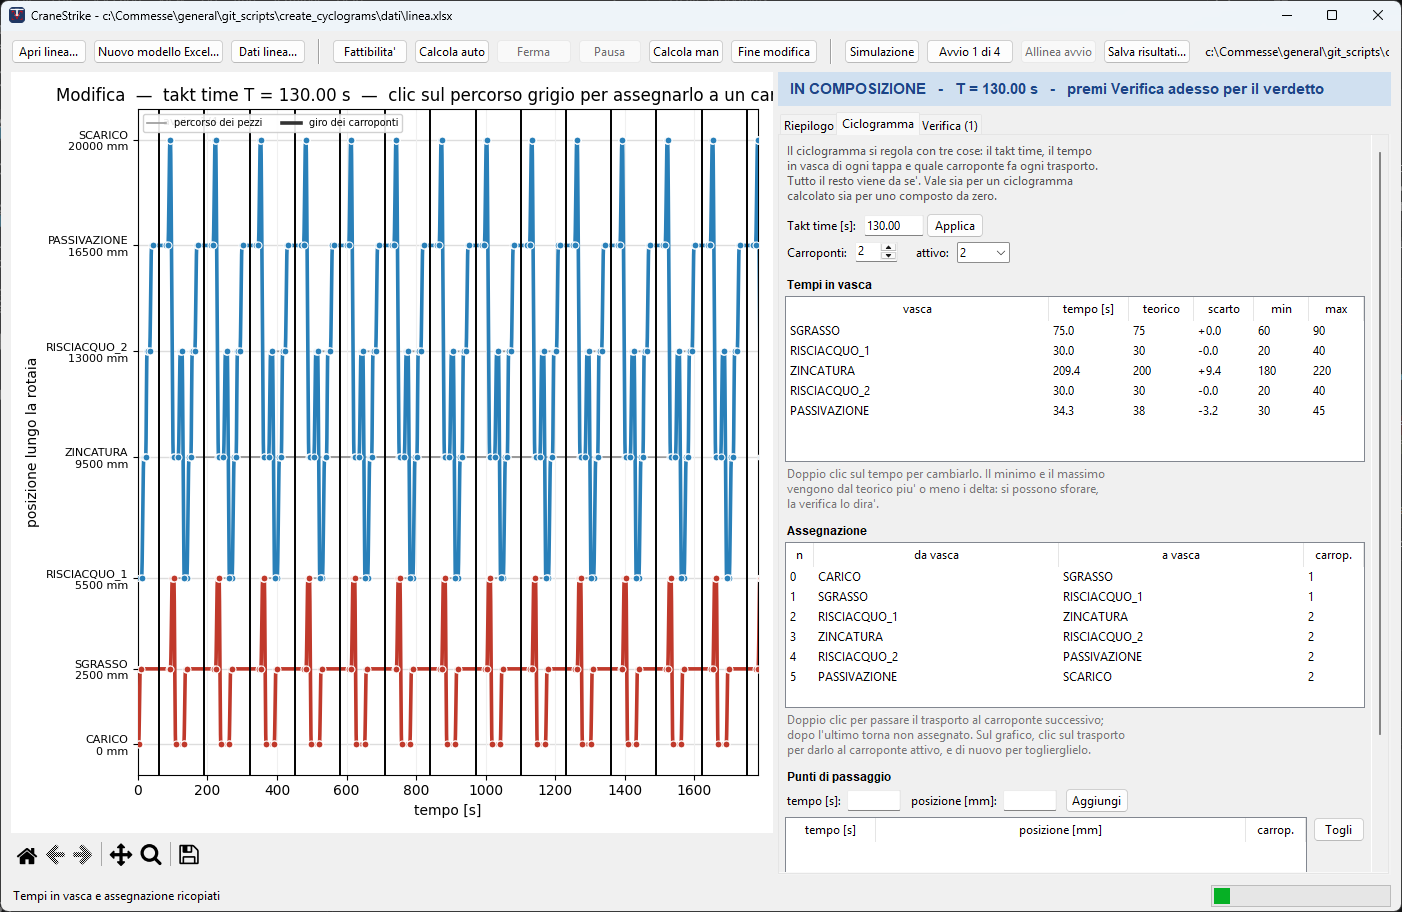 CraneStrike - c:\Commesse\general\git_scripts\create_cyclograms\dati\linea.xlsx
Apri linea... Nuovo modello Excel... Dati linea... Fattibilita' Calcola auto Ferma Pausa Calcola man Fine modifica Simulazione Avvio 1 di 4 Allinea avvio Salva risultati... c:\Commesse\general\git_scripts\c
Modifica — takt time T = 130.00 s — clic sul percorso grigio per assegnarlo a un car
percorso dei pezzi giro dei carroponti
SCARICO
20000 mm
PASSIVAZIONE
16500 mm
RISCIACQUO_2
13000 mm
ZINCATURA
9500 mm
RISCIACQUO_1
5500 mm
SGRASSO
2500 mm
CARICO
0 mm
posizione lungo la rotaia
0 200 400 600 800 1000 1200 1400 1600
tempo [s]
Tempi in vasca e assegnazione ricopiati
IN COMPOSIZIONE - T = 130.00 s - premi Verifica adesso per il verdetto
Riepilogo Ciclogramma Verifica (1)
Il ciclogramma si regola con tre cose: il takt time, il tempo
in vasca di ogni tappa e quale carroponte fa ogni trasporto.
Tutto il resto viene da se'. Vale sia per un ciclogramma
calcolato sia per uno composto da zero.
Takt time [s]: 130.00 Applica
Carroponti: 2 attivo: 2
Tempi in vasca
vasca tempo [s] teorico scarto min max
SGRASSO 75.0 75 +0.0 60 90
RISCIACQUO_1 30.0 30 -0.0 20 40
ZINCATURA 209.4 200 +9.4 180 220
RISCIACQUO_2 30.0 30 -0.0 20 40
PASSIVAZIONE 34.3 38 -3.2 30 45
Doppio clic sul tempo per cambiarlo. Il minimo e il massimo
vengono dal teorico piu' o meno i delta: si possono sforare,
la verifica lo dira'.
Assegnazione
n da vasca a vasca carrop.
0 CARICO SGRASSO 1
1 SGRASSO RISCIACQUO_1 1
2 RISCIACQUO_1 ZINCATURA 2
3 ZINCATURA RISCIACQUO_2 2
4 RISCIACQUO_2 PASSIVAZIONE 2
5 PASSIVAZIONE SCARICO 2
Doppio clic per passare il trasporto al carroponte successivo;
dopo l'ultimo torna non assegnato. Sul grafico, clic sul trasporto
per darlo al carroponte attivo, e di nuovo per toglierglielo.
Punti di passaggio
tempo [s]: posizione [mm]: Aggiungi
tempo [s] posizione [mm] carrop. Togli